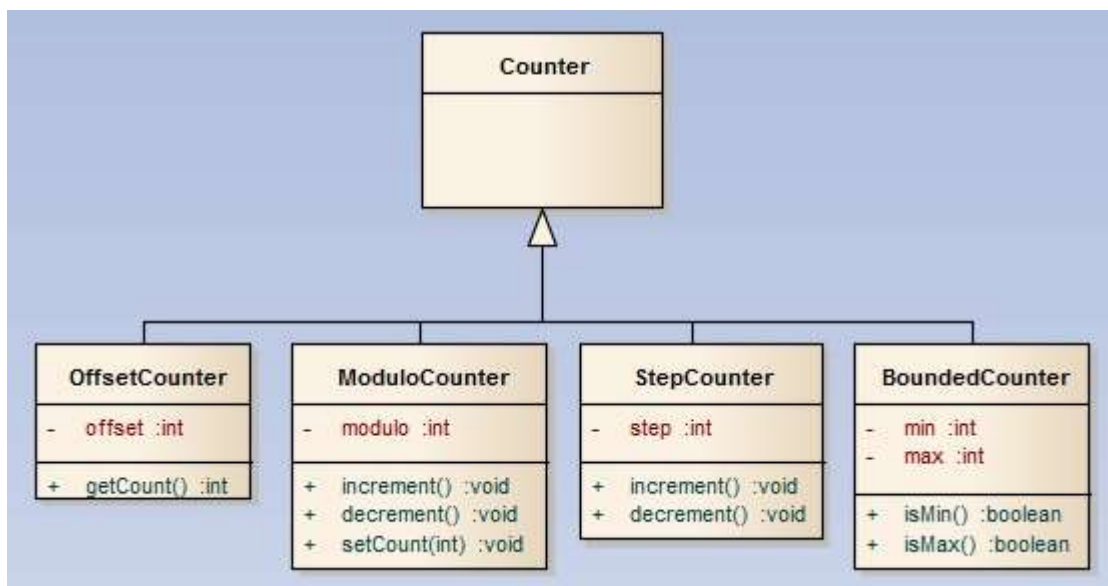 Counter
OffsetCounter
- offset :int
+ getCount() :int
ModuloCounter
- modulo :int
+ increment() :void
+ decrement() :void
+ setCount(int) :void
StepCounter
- step :int
+ increment() :void
+ decrement() :void
BoundedCounter
- min :int
- max :int
+ isMin() :boolean
+ isMax() :boolean